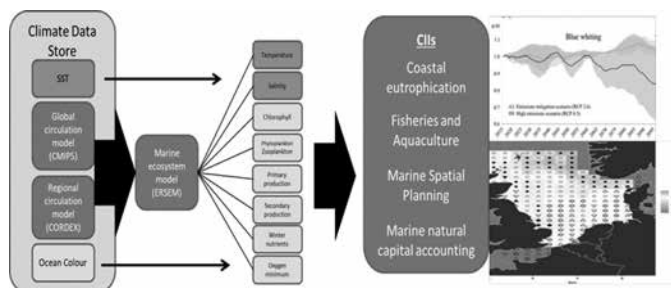 Climate Data
Store
SST
Global
circulation
model
(CMIP5)
Regional
circulation
model
(CORDEX)
Ocean Colour
Marine
ecosystem
model
(ERSEM)
Temperature
Salinity
Chlorophyll
Phytoplankton
Zooplankton
Primary
production
Secondary
production
Winter
nutrients
Oxygen
minimum
CIIs
Coastal
eutrophication
Fisheries and
Aquaculture
Marine Spatial
Planning
Marine natural
capital accounting
Blue whiting